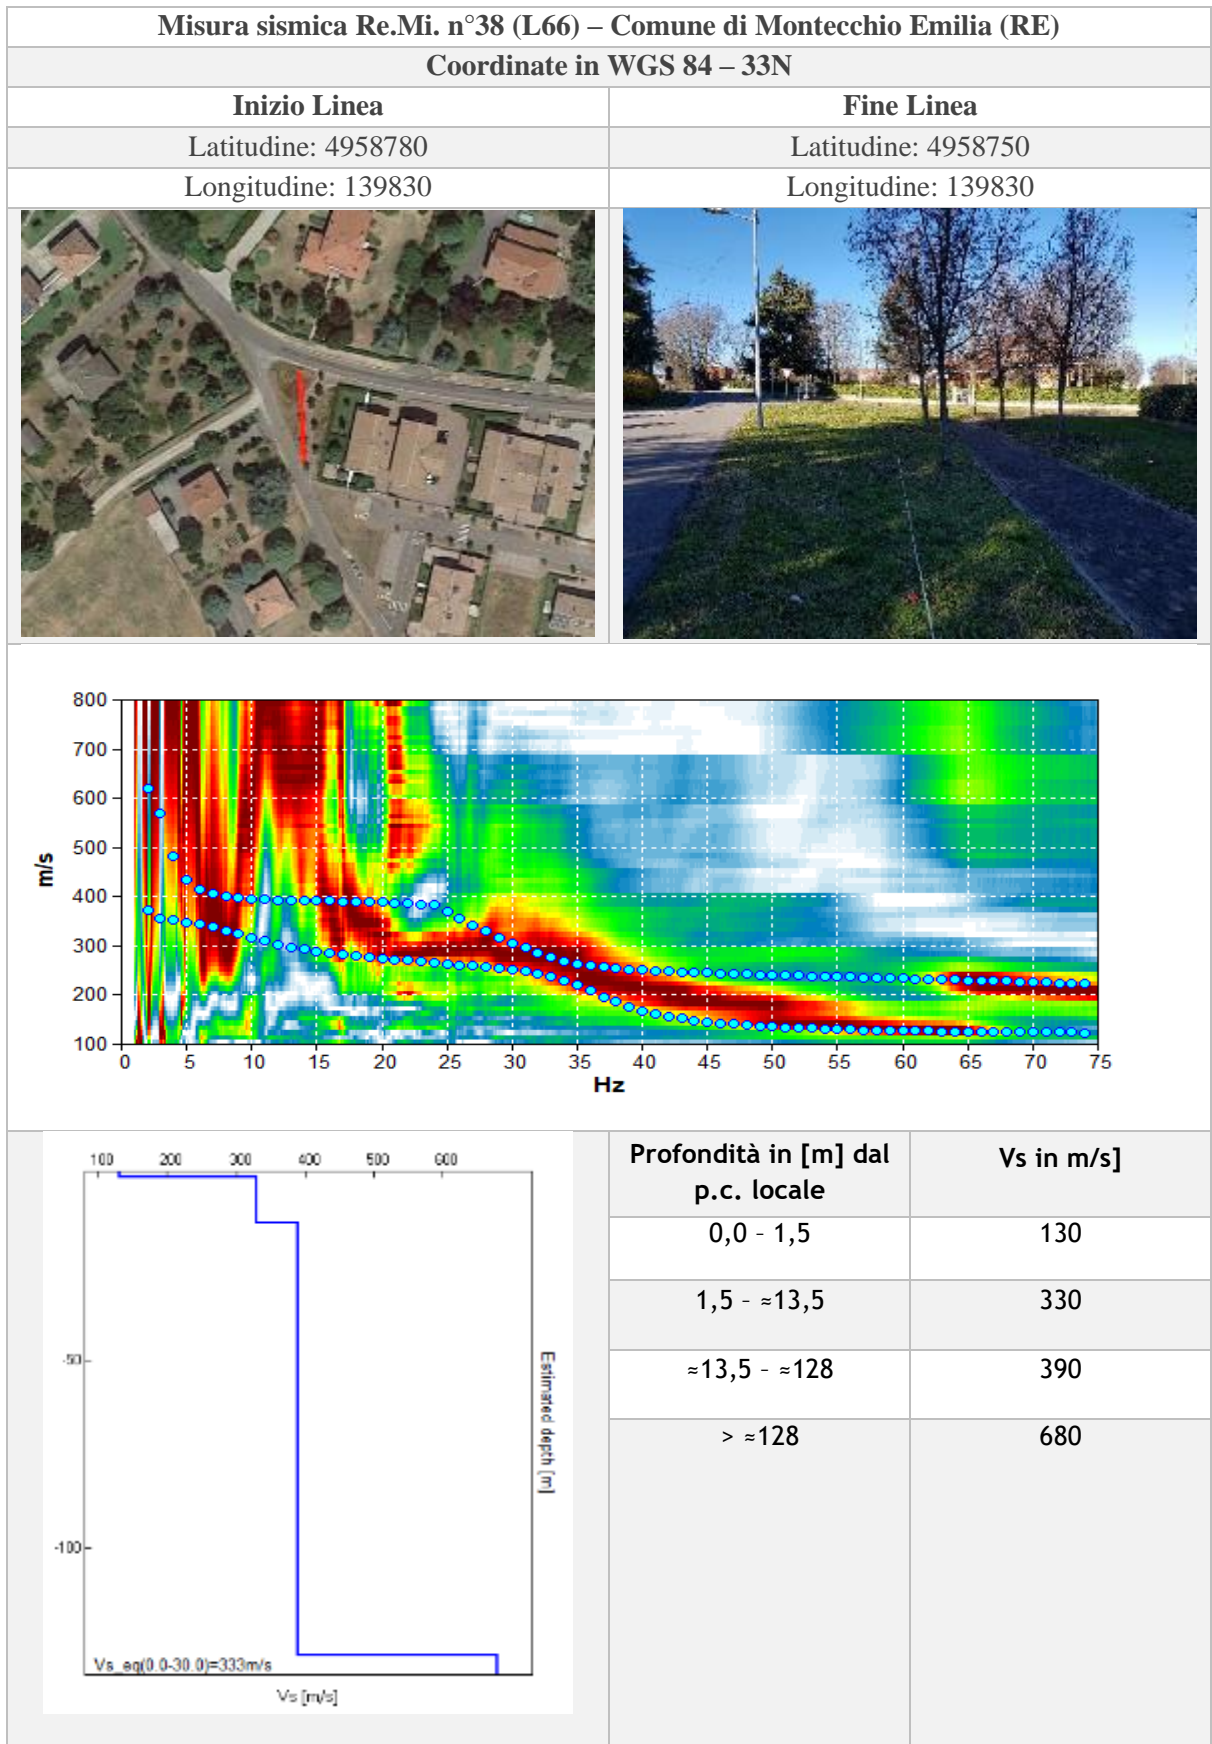 Misura sismica Re.Mi. n°38 (L66) – Comune di Montecchio Emilia (RE)
Coordinate in WGS 84 – 33N
Inizio Linea
Fine Linea
Latitudine: 4958780
Latitudine: 4958750
Longitudine: 139830
Longitudine: 139830
800
700
600
500
400
300
200
100
m/s
0 5 10 15 20 25 30 35 40 45 50 55 60 65 70 75
Hz
100 200 300 400 500 600
-50
-100
Estimated depth [m]
Vs_eq(0.0-30.0)=333m/s
Vs [m/s]
Profondità in [m] dal
p.c. locale
Vs in m/s]
0,0 – 1,5
130
1,5 – ≈13,5
330
≈13,5 – ≈128
390
> ≈128
680